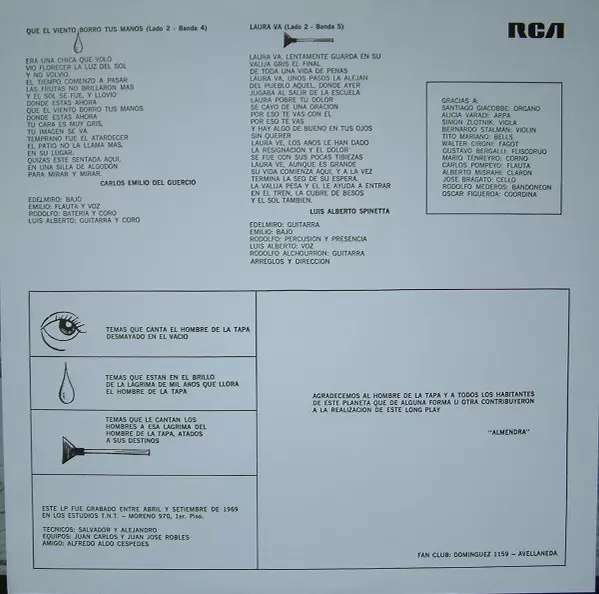 QUE EL VIENTO BORRO TUS MANOS (Lado 2 - Banda 4)
ERA UNA CHICA QUE VOLO
VIO FLORECER LA LUZ DEL SOL
Y NO VOLVIO.
EL TIEMPO COMENZO A PASAR
LAS FRUTAS NO BRILLARON MAS
Y EL SOL SE FUE, Y LLOVIO
DONDE ESTAS AHORA
QUE EL VIENTO BORRO TUS MANOS
DONDE ESTAS AHORA
TU CARA ES MUY GRIS,
TU IMAGEN SE VA
TEMPRANO FUE EL ATARDECER
EL PATIO NO LA LLAMA MAS,
EN SU LUGAR.
QUIZAS ESTE SENTADA AQUI,
EN UNA SILLA DE ALGODON
PARA MIRAR Y MIRAR.
CARLOS EMILIO DEL GUERCIO
EDELMIRO: BAJO
EMILIO: FLAUTA Y VOZ
RODOLFO: BATERIA Y CORO
LUIS ALBERTO: GUITARRA Y CORO
LAURA VA (Lado 2 - Banda 5)
LAURA VA, LENTAMENTE GUARDA EN SU
VALIJA GRIS EL FINAL
DE TODA UNA VIDA DE PENAS
LAURA VA, UNOS PASOS LA ALEJAN
DEL PUEBLO AQUEL, DONDE AYER
JUGABA AL SALIR DE LA ESCUELA
LAURA POBRE TU DOLOR
SE CAYO DE UNA ORACION
POR ESO TE VAS CON EL
POR ESO TE VAS
Y HAY ALGO DE BUENO EN TUS OJOS
SIN QUERER
LAURA VE, LOS AÑOS LE HAN DADO
LA RESIGNACION Y EL DOLOR
SE FUE CON SUS POCAS TIBIEZAS
LAURA VE, AUNQUE ES GRANDE
SU VIDA COMIENZA AQUI, Y A LA VEZ
TERMINA LA SED DE SU ESPERA.
LA VALIJA PESA Y EL LE AYUDA A ENTRAR
EN EL TREN, LA CUBRE DE BESOS
Y EL SOL TAMBIEN.
LUIS ALBERTO SPINETTA
EDELMIRO: GUITARRA
EMILIO: BAJO
RODOLFO: PERCUSIÓN Y PRESENCIA
LUIS ALBERTO: VOZ
RODOLFO ALCHOURRON: GUITARRA
ARREGLOS Y DIRECCION
RCA
GRACIAS A:
SANTIAGO GIACOBBE: ORGANO
ALICIA VARADI: ARPA
SIMON ZLOTNIK: VIOLA
BERNARDO STALMAN: VIOLIN
TITO MARIANO: BELLS
WALTER CIRONI: FAGOT
GUSTAVO BERGALLI: FLISCORUO
MARIO TENREYRO: CORNO
CARLOS POMPEYO: FLAUTA
ALBERTO MISRAHI: CLARON
JOSE BRAGATO: CELLO
RODOLFO MEDEROS: BANDONEON
OSCAR FIGUEROA: COORDINA
TEMAS QUE CANTA EL HOMBRE DE LA TAPA
DESMAYADO EN EL VACIO
TEMAS QUE ESTAN EN EL BRILLO
DE LA LAGRIMA DE MIL AÑOS QUE LLORA
EL HOMBRE DE LA TAPA
TEMAS QUE LE CANTAN LOS
HOMBRES A ESA LAGRIMA DEL
HOMBRE DE LA TAPA, ATADOS
A SUS DESTINOS
ESTE LP FUE GRABADO ENTRE ABRIL Y SETIEMBRE DE 1969
EN LOS ESTUDIOS T.N.T. - MORENO 970, 1er. Piso.
TECNICOS: SALVADOR Y ALEJANDRO
EQUIPOS: JUAN CARLOS Y JUAN JOSE ROBLES
AMIGO: ALFREDO ALDO CESPEDES
AGRADECEMOS AL HOMBRE DE LA TAPA Y A TODOS LOS HABITANTES
DE ESTE PLANETA QUE DE ALGUNA FORMA U OTRA CONTRIBUYERON
A LA REALIZACION DE ESTE LONG PLAY
"ALMENDRA"
FAN CLUB: DOMINGUEZ 1159 - AVELLANEDA